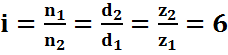 i = n₁/n₂ = d₂/d₁ = z₂/z₁ = 6